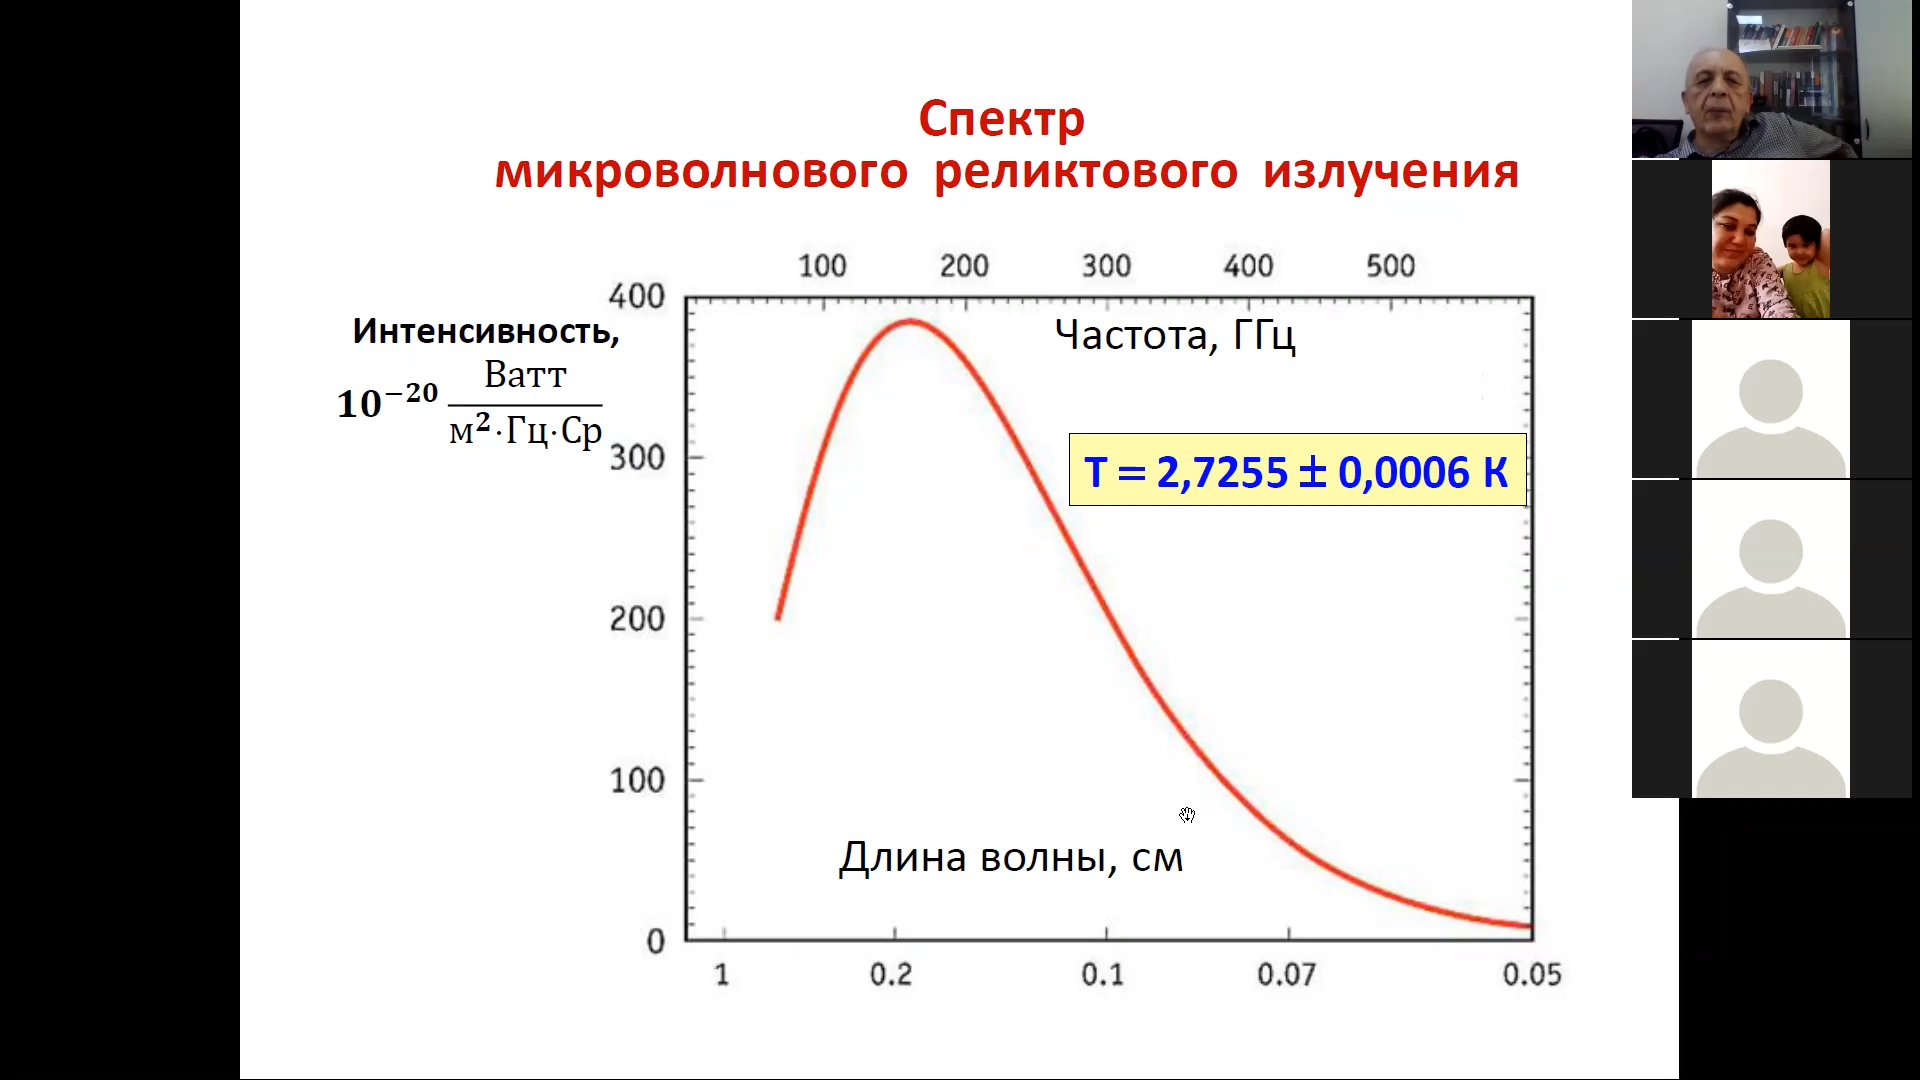 Спектр
микроволнового реликтового излучения
100 200 300 400 500
400
Частота, ГГц
Интенсивность,
10⁻²⁰ Ватт
м²·Гц·Ср
300
T = 2,7255 ± 0,0006 К
200
100
Длина волны, см
0
1 0.2 0.1 0.07 0.05